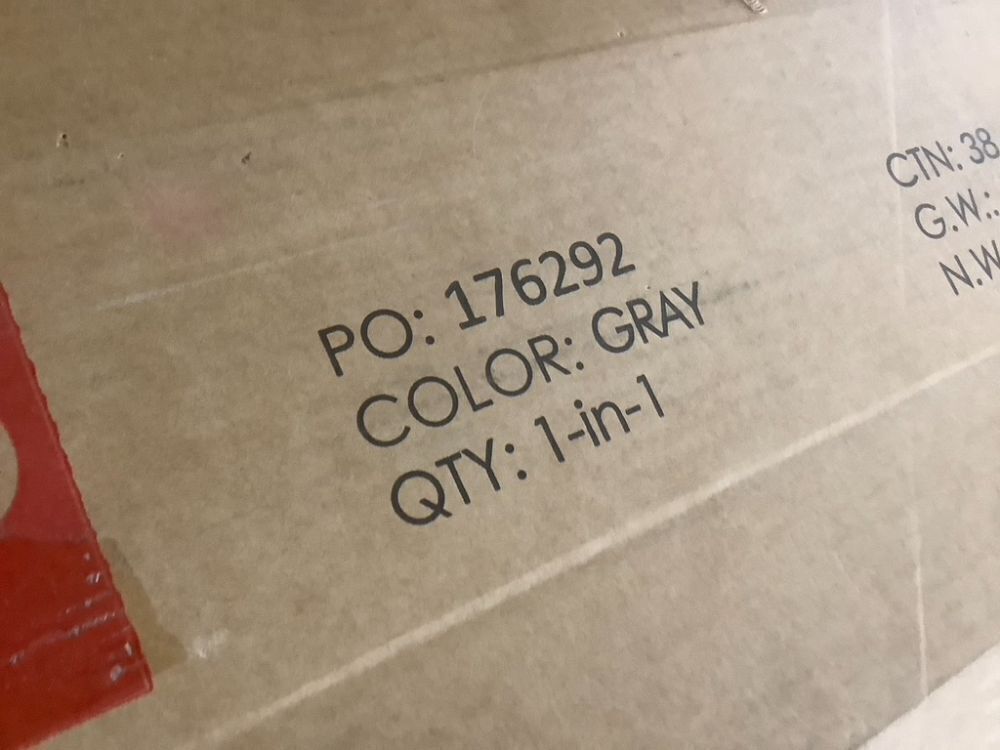 PO: 176292
COLOR: GRAY
QTY: 1-in-1
CTN: 38
G.W.:
N.W